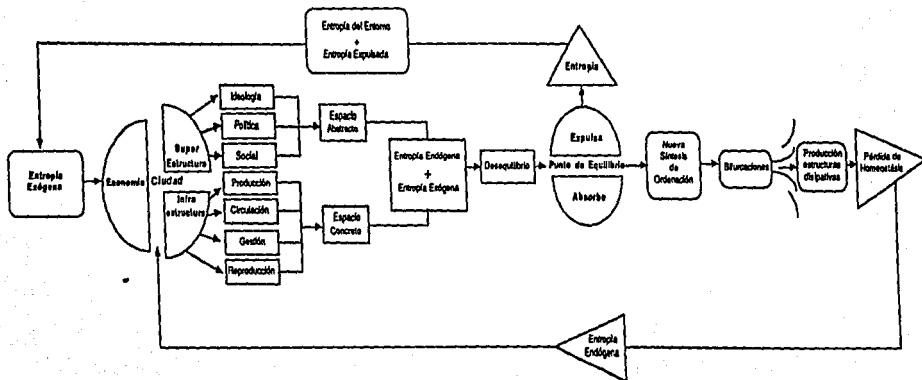 Entropía del Entorno
+
Entropía Expulsada
Entropía
Entropía
Exógena
Economía
Ciudad
Super
Estructura
Infra
estructura
Ideología
Política
Social
Producción
Circulación
Gestión
Reproducción
Espacio
Abstracto
Espacio
Concreto
Entropía Endógena
+
Entropía Exógena
Desequilibrio
Expulsa
Punto de Equilibrio
Absorbe
Nueva
Síntesis
de
Ordenación
Bifurcaciones
Producción
estructuras
disipativas
Pérdida de
Homeostásis
Entropía
Endógena